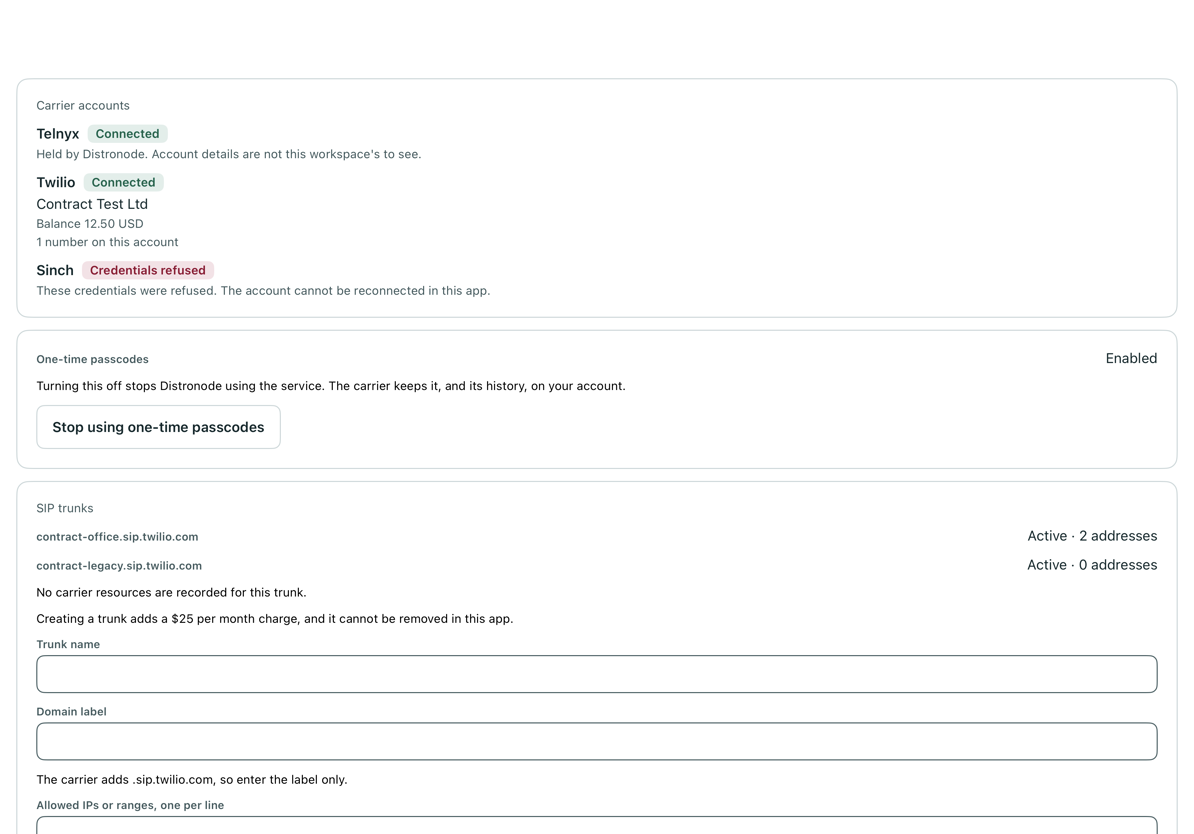 Carrier accounts
Telnyx Connected
Held by Distronode. Account details are not this workspace's to see.
Twilio Connected
Contract Test Ltd
Balance 12.50 USD
1 number on this account
Sinch Credentials refused
These credentials were refused. The account cannot be reconnected in this app.
One-time passcodes Enabled
Turning this off stops Distronode using the service. The carrier keeps it, and its history, on your account.
Stop using one-time passcodes
SIP trunks
contract-office.sip.twilio.com Active · 2 addresses
contract-legacy.sip.twilio.com Active · 0 addresses
No carrier resources are recorded for this trunk.
Creating a trunk adds a $25 per month charge, and it cannot be removed in this app.
Trunk name
Domain label
The carrier adds .sip.twilio.com, so enter the label only.
Allowed IPs or ranges, one per line